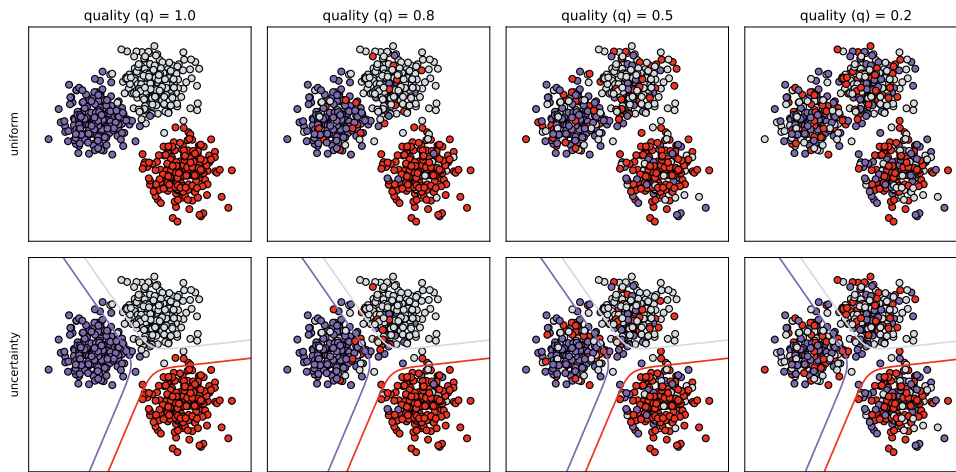 quality (q) = 1.0
quality (q) = 0.8
quality (q) = 0.5
quality (q) = 0.2
uniform
uncertainty